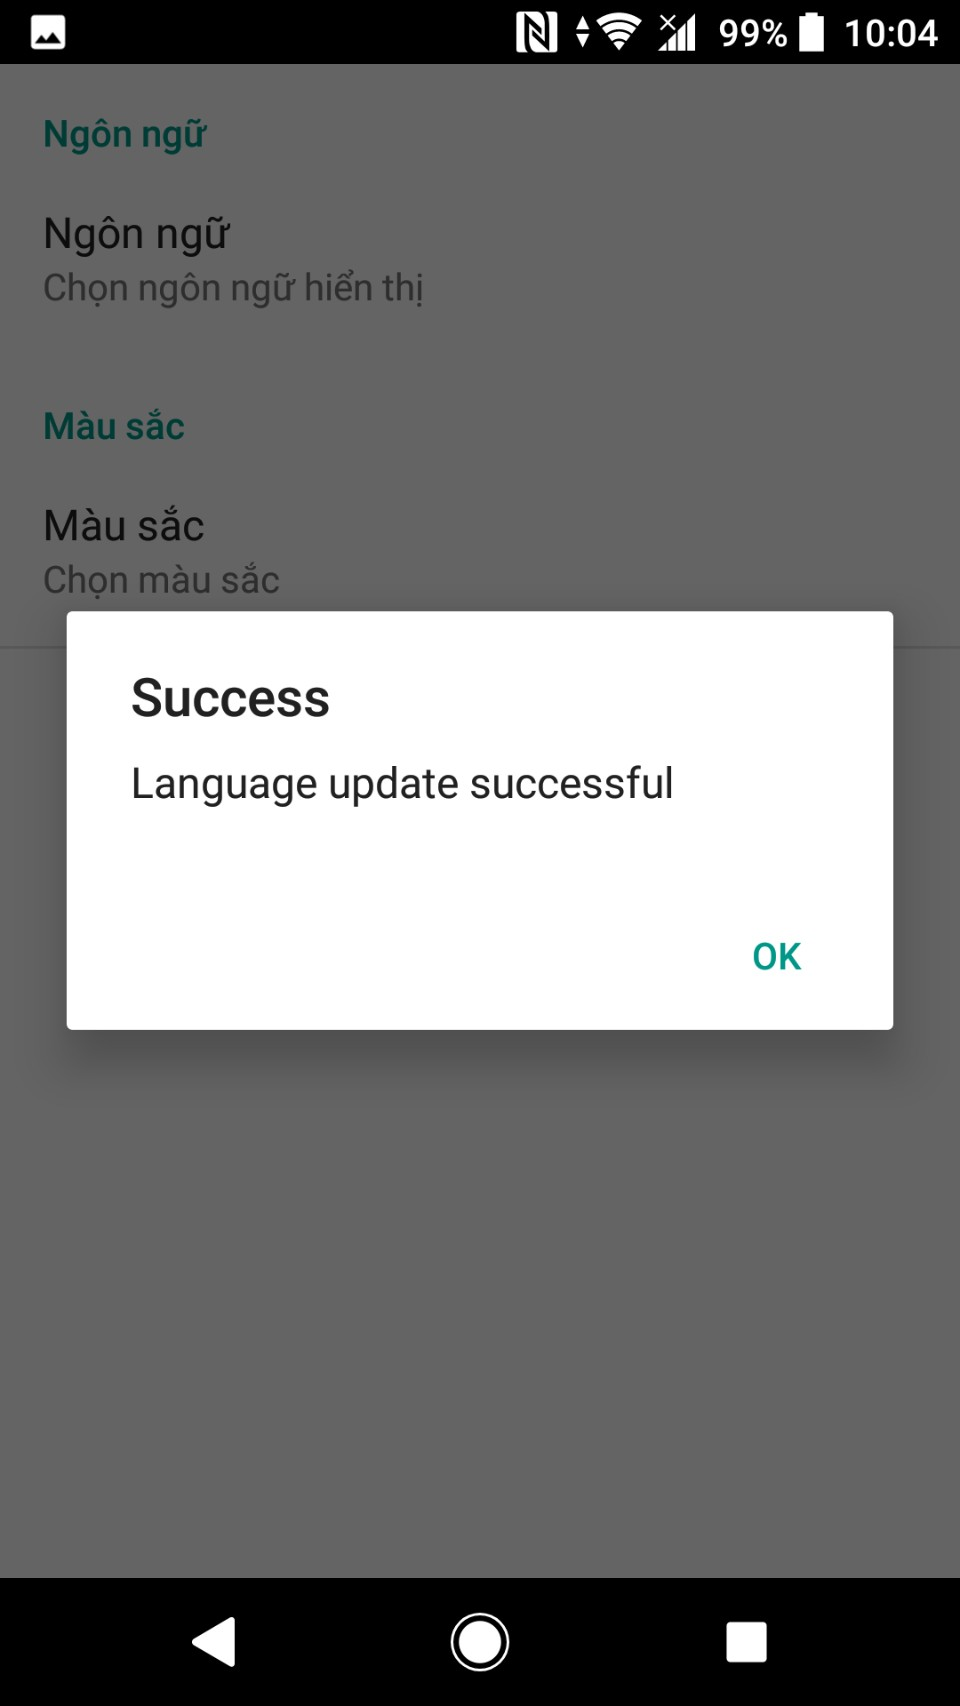 99% 10:04
Ngôn ngữ
Ngôn ngữ
Chọn ngôn ngữ hiển thị
Màu sắc
Màu sắc
Chọn màu sắc
Success
Language update successful
OK